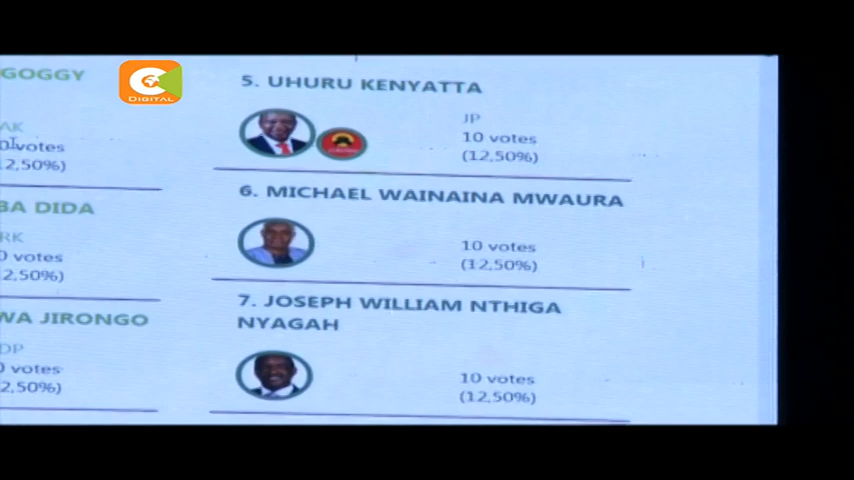 GOGGY
AK
0 votes
2,50%)
BA DIDA
RK
0 votes
2,50%)
WA JIRONGO
DP
0 votes
2,50%)
C
DIGITAL
5. UHURU KENYATTA
JP
10 votes
(12,50%)
6. MICHAEL WAINAINA MWAURA
10 votes
(12,50%)
7. JOSEPH WILLIAM NTHIGA
NYAGAH
10 votes
(12,50%)